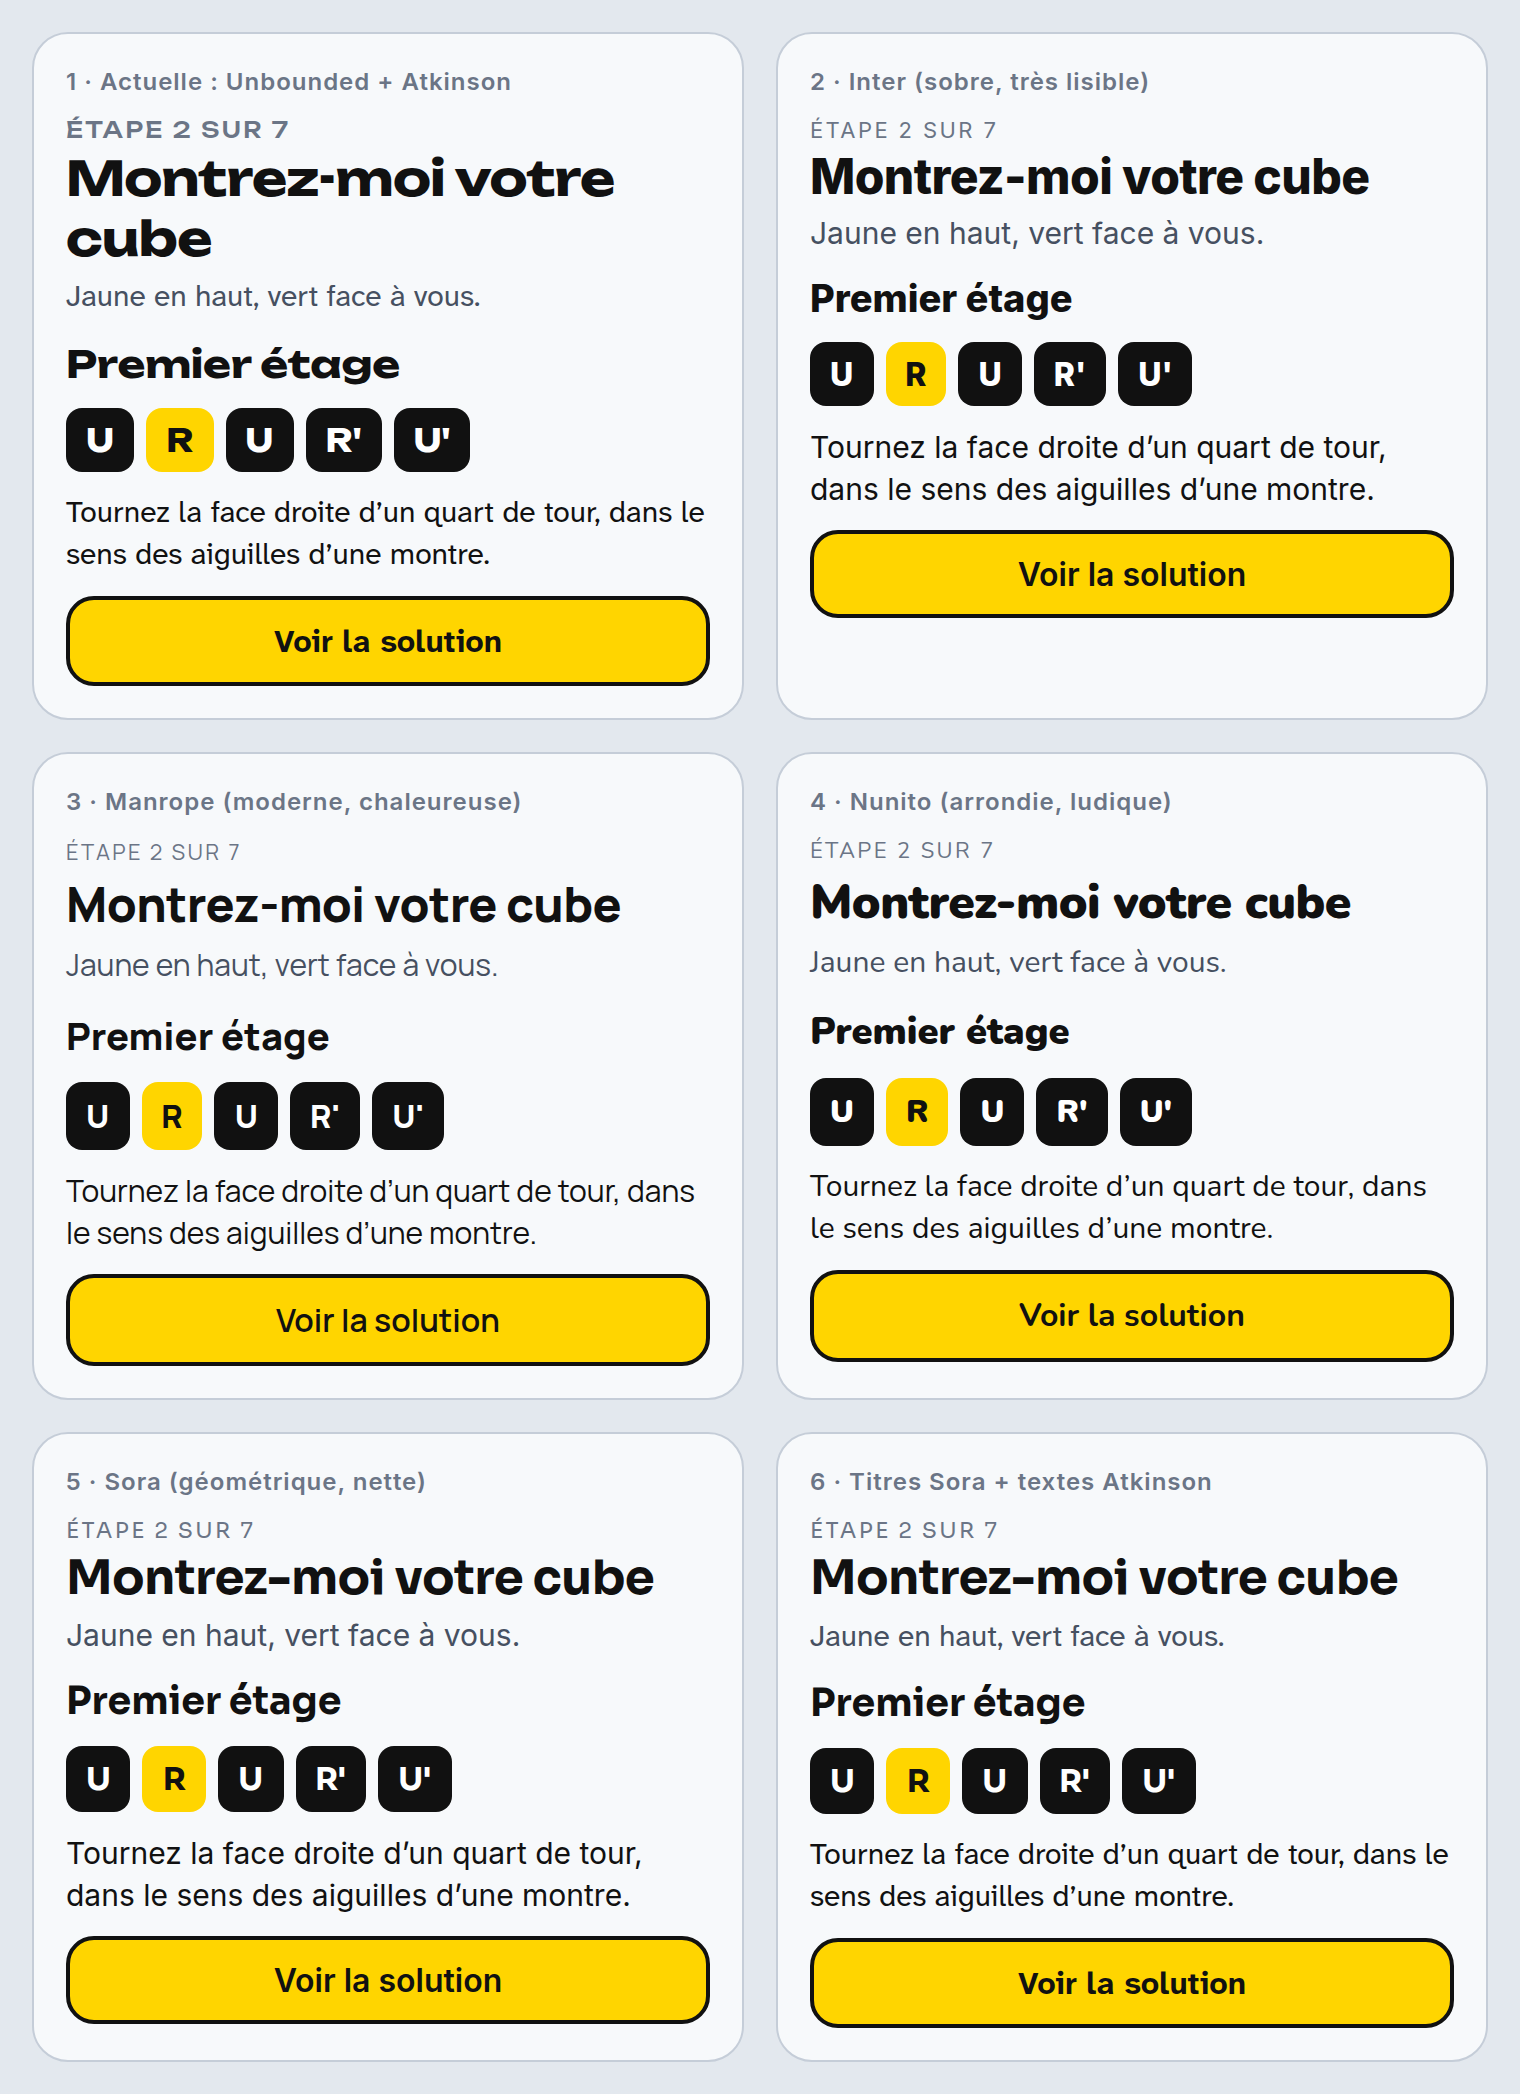 1 · Actuelle : Unbounded + Atkinson
ÉTAPE 2 SUR 7
Montrez-moi votre
cube
Jaune en haut, vert face à vous.
Premier étage
U R U R' U'
Tournez la face droite d’un quart de tour, dans le
sens des aiguilles d’une montre.
Voir la solution
2 · Inter (sobre, très lisible)
ÉTAPE 2 SUR 7
Montrez-moi votre cube
Jaune en haut, vert face à vous.
Premier étage
U R U R' U'
Tournez la face droite d’un quart de tour,
dans le sens des aiguilles d’une montre.
Voir la solution
3 · Manrope (moderne, chaleureuse)
ÉTAPE 2 SUR 7
Montrez-moi votre cube
Jaune en haut, vert face à vous.
Premier étage
U R U R' U'
Tournez la face droite d’un quart de tour, dans
le sens des aiguilles d’une montre.
Voir la solution
4 · Nunito (arrondie, ludique)
ÉTAPE 2 SUR 7
Montrez-moi votre cube
Jaune en haut, vert face à vous.
Premier étage
U R U R' U'
Tournez la face droite d’un quart de tour, dans
le sens des aiguilles d’une montre.
Voir la solution
5 · Sora (géométrique, nette)
ÉTAPE 2 SUR 7
Montrez-moi votre cube
Jaune en haut, vert face à vous.
Premier étage
U R U R' U'
Tournez la face droite d’un quart de tour,
dans le sens des aiguilles d’une montre.
Voir la solution
6 · Titres Sora + textes Atkinson
ÉTAPE 2 SUR 7
Montrez-moi votre cube
Jaune en haut, vert face à vous.
Premier étage
U R U R' U'
Tournez la face droite d’un quart de tour, dans le
sens des aiguilles d’une montre.
Voir la solution